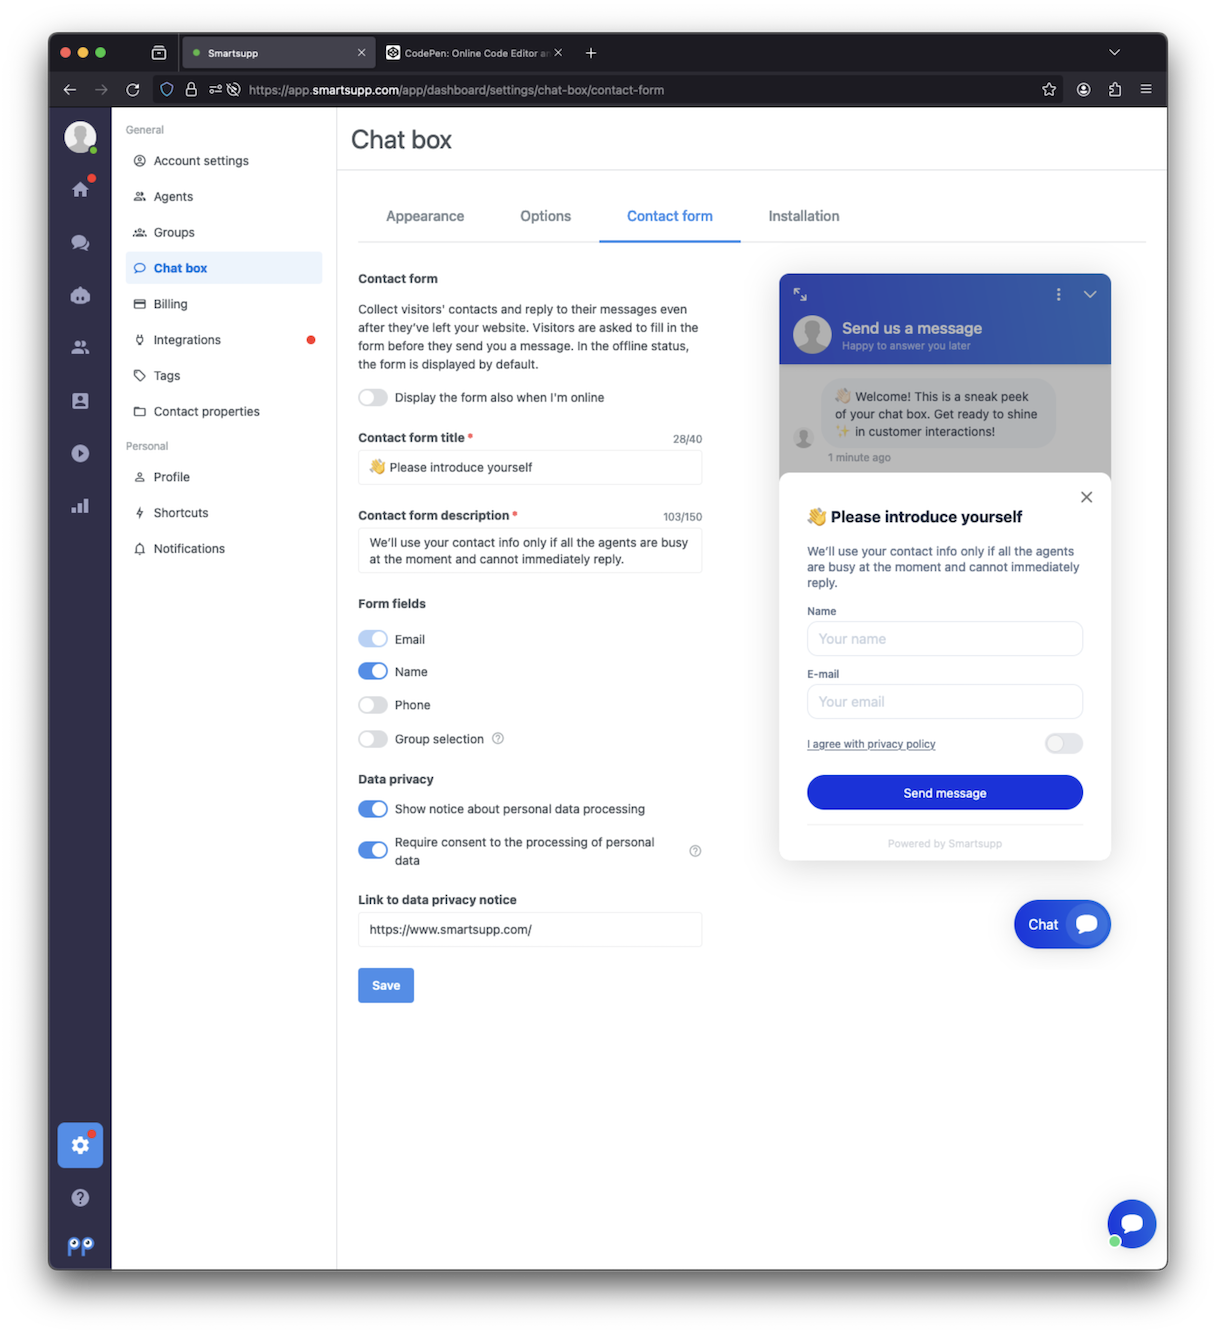 Smartsupp
CodePen: Online Code Editor an
https://app.smartsupp.com/app/dashboard/settings/chat-box/contact-form
General
Account settings
Agents
Groups
Chat box
Billing
Integrations
Tags
Contact properties
Personal
Profile
Shortcuts
Notifications
Chat box
Appearance
Options
Contact form
Installation
Contact form
Collect visitors' contacts and reply to their messages even
after they've left your website. Visitors are asked to fill in the
form before they send you a message. In the offline status,
the form is displayed by default.
Display the form also when I'm online
Contact form title *
28/40
👋 Please introduce yourself
Contact form description *
103/150
We'll use your contact info only if all the agents are busy
at the moment and cannot immediately reply.
Form fields
Email
Name
Phone
Group selection
Data privacy
Show notice about personal data processing
Require consent to the processing of personal
data
Link to data privacy notice
https://www.smartsupp.com/
Save
Send us a message
Happy to answer you later
👋 Welcome! This is a sneak peek
of your chat box. Get ready to shine
✨ in customer interactions!
1 minute ago
👋 Please introduce yourself
We'll use your contact info only if all the agents
are busy at the moment and cannot immediately
reply.
Name
Your name
E-mail
Your email
I agree with privacy policy
Send message
Powered by Smartsupp
Chat